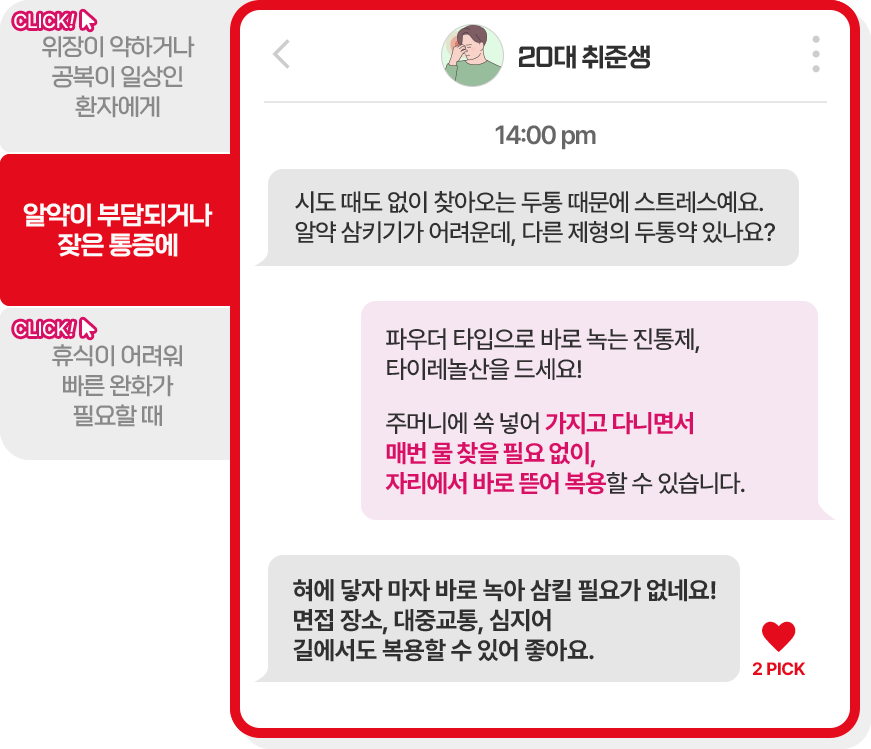 CLICK!
위장이 약하거나
공복이 일상인
환자에게
알약이 부담되거나
잦은 통증에
CLICK!
휴식이 어려워
빠른 완화가
필요할 때
20대 취준생
14:00 pm
시도 때도 없이 찾아오는 두통 때문에 스트레스예요.
알약 삼키기가 어려운데, 다른 제형의 두통약 있나요?
파우더 타입으로 바로 녹는 진통제,
타이레놀산을 드세요!
주머니에 쏙 넣어 가지고 다니면서
매번 물 찾을 필요 없이,
자리에서 바로 뜯어 복용할 수 있습니다.
혀에 닿자 마자 바로 녹아 삼킬 필요가 없네요!
면접 장소, 대중교통, 심지어
길에서도 복용할 수 있어 좋아요.
2 PICK